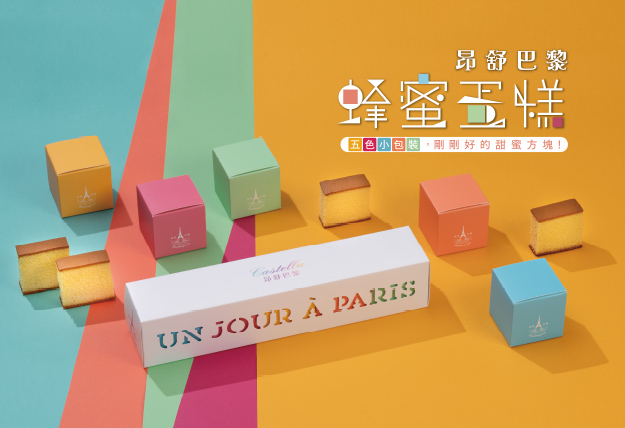 昂舒巴黎
蜂蜜蛋糕
五色小包裝，剛剛好的甜蜜方塊!
Castella
昂舒巴黎
UN JOUR À PARIS